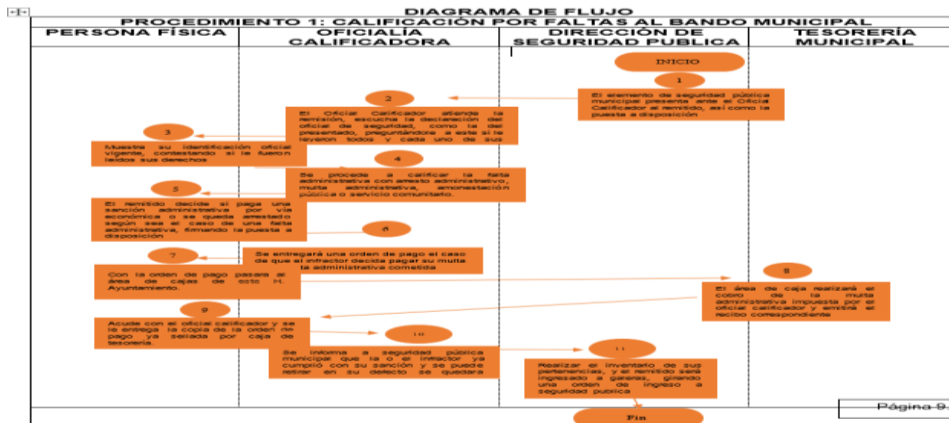 DIAGRAMA DE FLUJO
PROCEDIMIENTO 1: CALIFICACIÓN POR FALTAS AL BANDO MUNICIPAL
PERSONA FÍSICA
OFICIALÍA
CALIFICADORA
DIRECCIÓN DE
SEGURIDAD PUBLICA
TESORERÍA
MUNICIPAL
INICIO
1
El elemento de seguridad pública
municipal presenta ante el Oficial
Calificador al remitido, así como la
puesta a disposición
2
El Oficial Calificador atiende la
remisión, escucha la declaración del
oficial de seguridad, como la del
presentado, preguntándole a este si le
leyeron todos y cada uno de sus
3
Muestra su identificación oficial
vigente, contestando si le fueron
leídos sus derechos
4
Se procede a calificar la falta
administrativa con arresto administrativo,
multa administrativa, amonestación
pública o servicio comunitario.
5
El remitido decide si paga una
sanción administrativa por vía
económica o se queda arrestado
según sea el caso de una falta
administrativa, firmando la puesta a
disposición
6
Se entregará una orden de pago el caso
de que el infractor decida pagar su multa
la administrativa cometida
7
Con la orden de pago pasara al
área de cajas de este H.
Ayuntamiento.
8
El área de caja realizará el
cobro de la multa
administrativa impuesta por el
oficial calificador y emitirá el
recibo correspondiente
9
Acude con el oficial calificador y se
le entrega la copia de la orden de
pago ya sellada por caja de
tesorería.
10
Se informa a seguridad pública
municipal que la o el infractor ya
cumplió con su sanción y se puede
retirar en su defecto se quedara
11
Realizar el inventario de sus
pertenencias, y el remitido será
ingresado a galeras, girando
una orden de ingreso a
seguridad publica
Fin
Página 9.